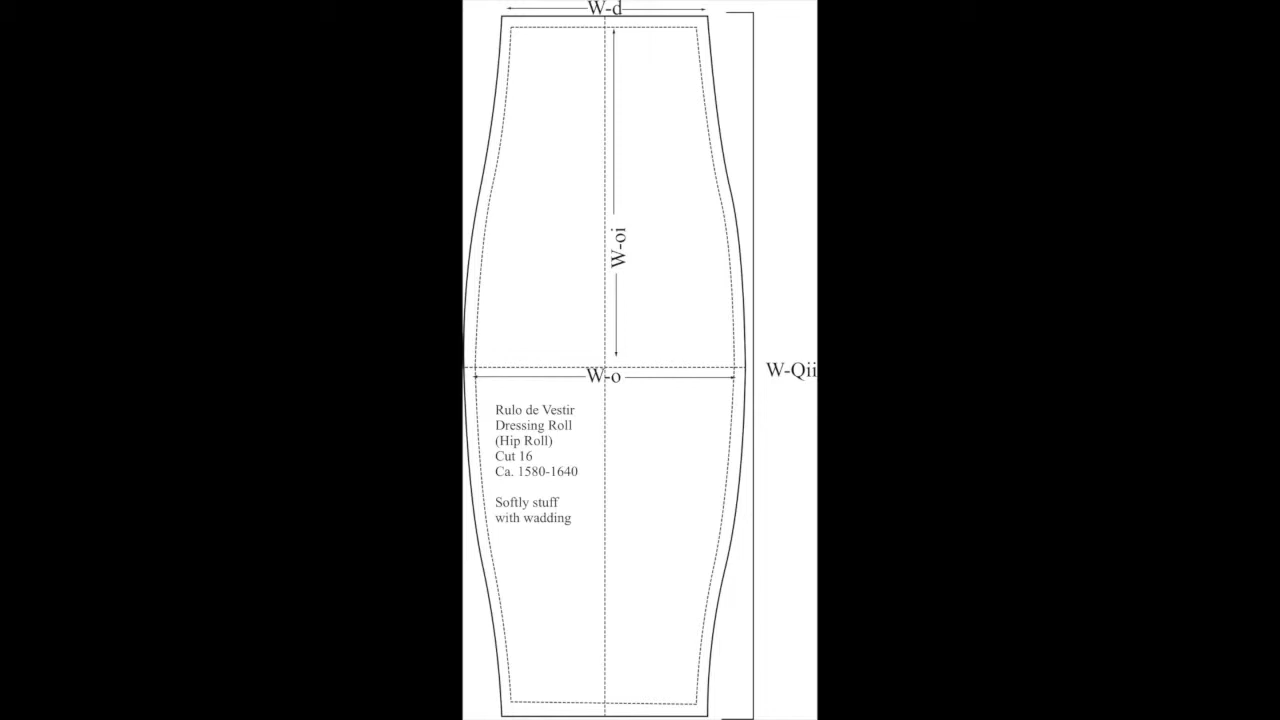 W-d
W-oi
W-Qii
W-o
Rulo de Vestir
Dressing Roll
(Hip Roll)
Cut 16
Ca. 1580-1640
Softly stuff
with wadding